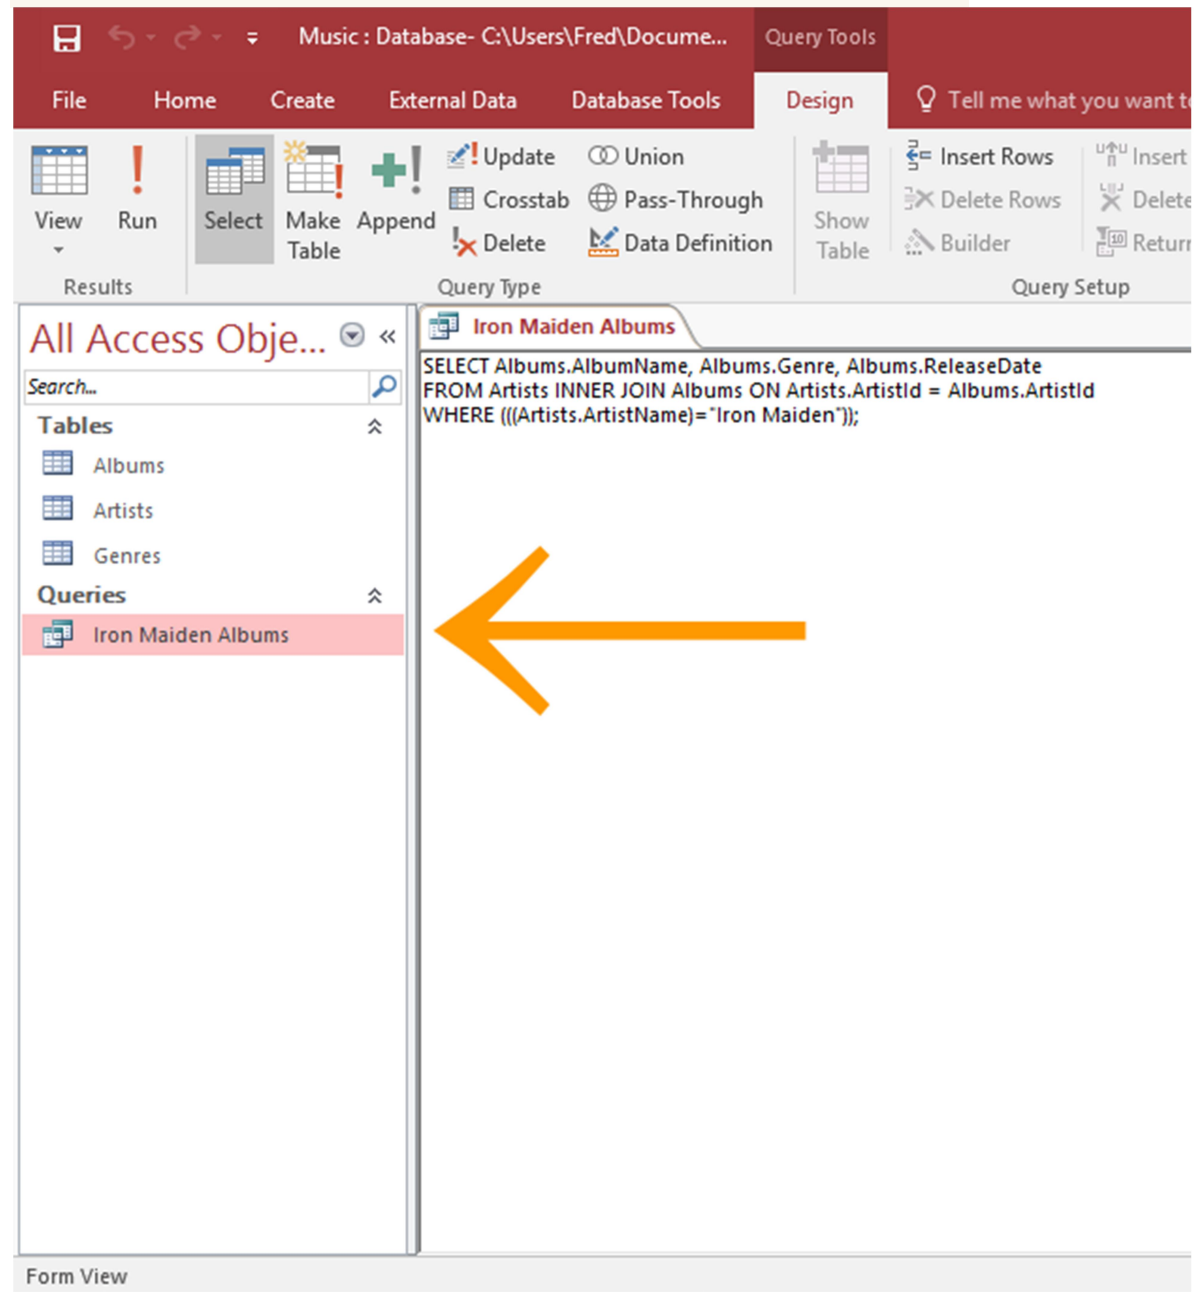 Music : Database- C:\Users\Fred\Docume... Query Tools
File Home Create External Data Database Tools Design Tell me what you want to
View Run Select Make Table Append Update Crosstab Delete Union Pass-Through Data Definition Show Table Insert Rows Delete Rows Builder Insert Delete Return
Results Query Type Query Setup
All Access Obje... «
Search...
Tables
Albums
Artists
Genres
Queries
Iron Maiden Albums
Iron Maiden Albums
SELECT Albums.AlbumName, Albums.Genre, Albums.ReleaseDate
FROM Artists INNER JOIN Albums ON Artists.ArtistId = Albums.ArtistId
WHERE (((Artists.ArtistName)="Iron Maiden"));
Form View